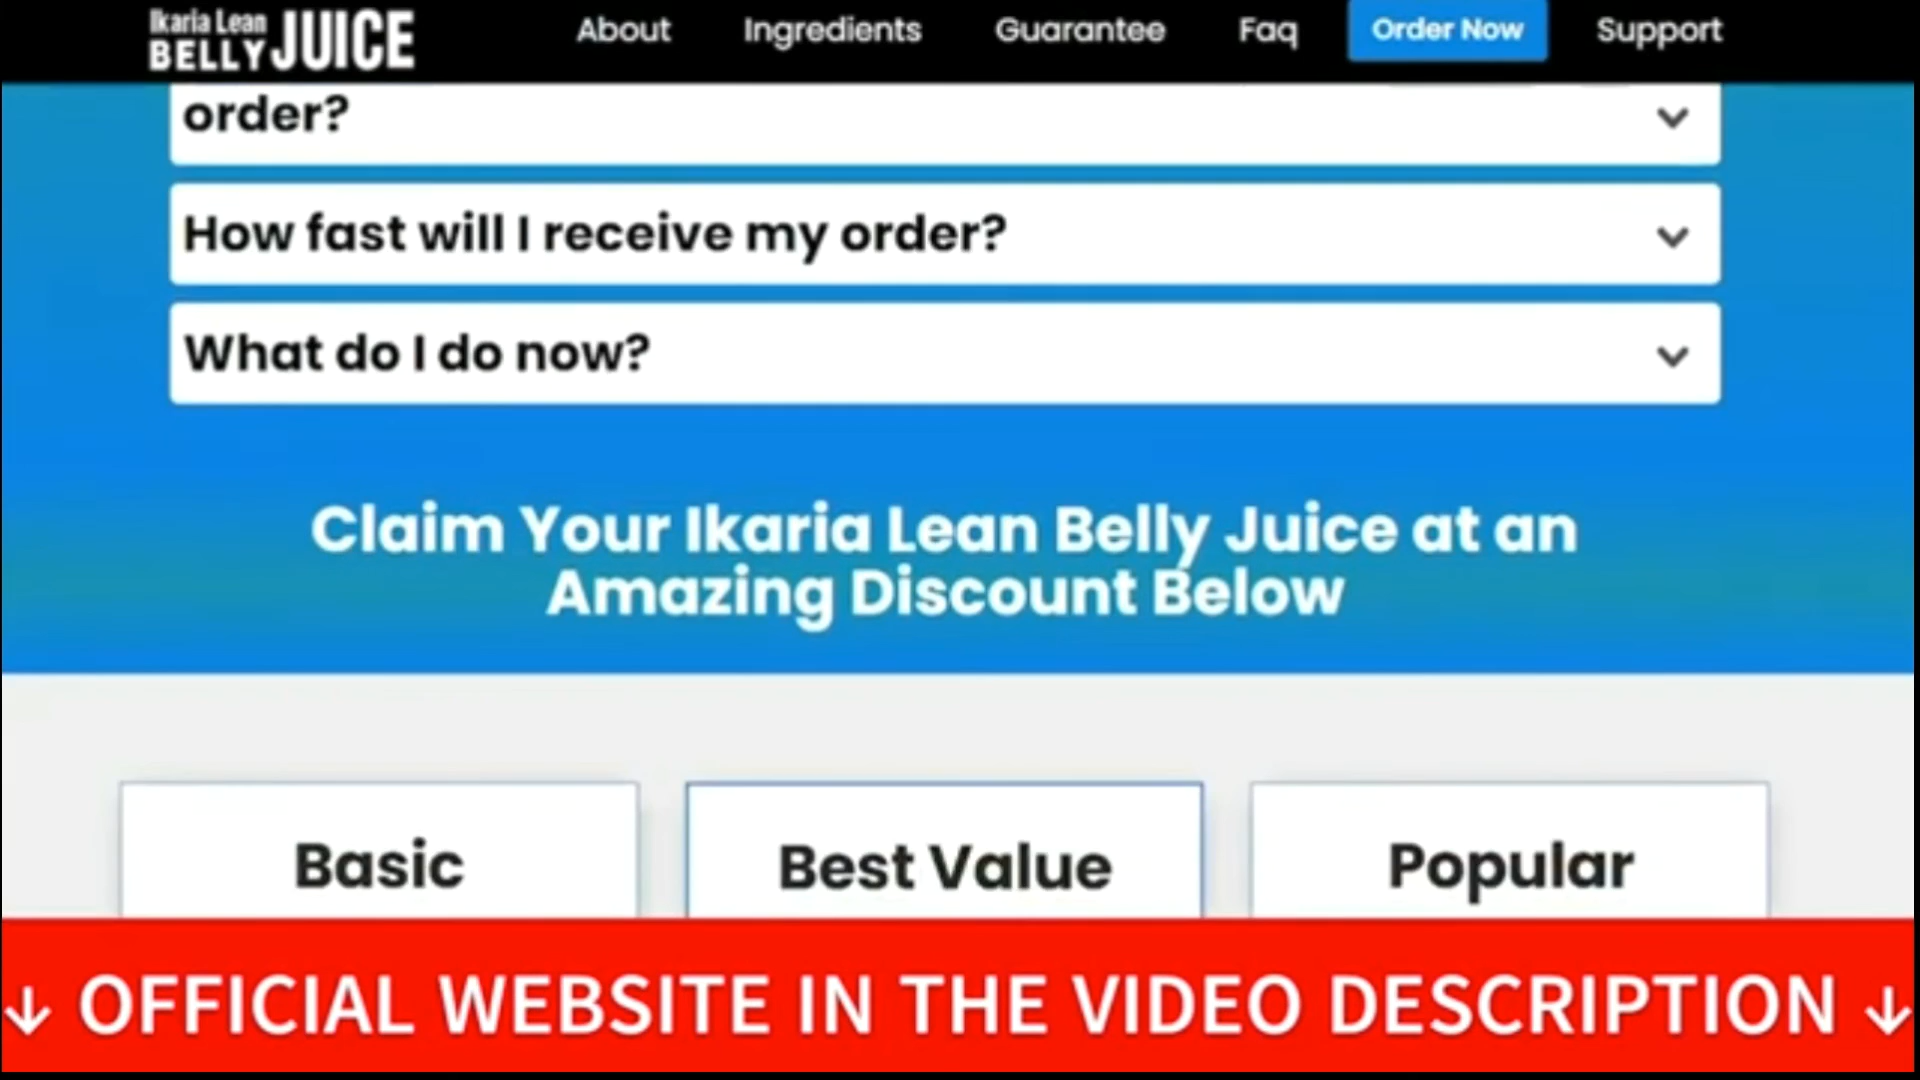 Ikaria Lean
BELLY JUICE
About
Ingredients
Guarantee
Faq
Order Now
Support
order?
How fast will I receive my order?
What do I do now?
Claim Your Ikaria Lean Belly Juice at an
Amazing Discount Below
Basic
Best Value
Popular
↓ OFFICIAL WEBSITE IN THE VIDEO DESCRIPTION ↓